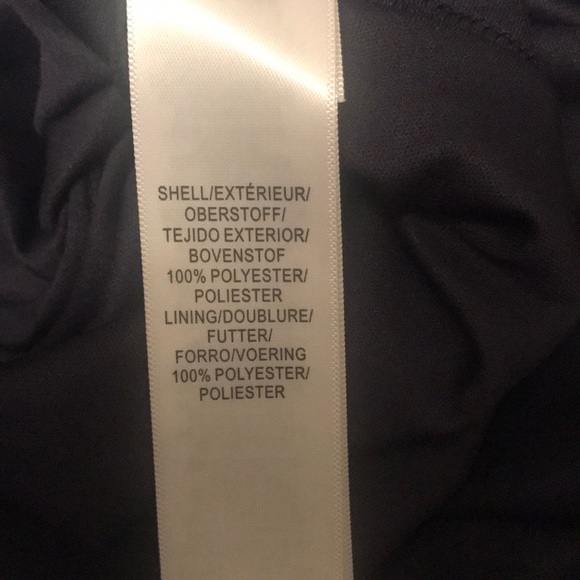 SHELL/EXTÉRIEUR/
OBERSTOFF/
TEJIDO EXTERIOR/
BOVENSTOF
100% POLYESTER/
POLIESTER
LINING/DOUBLURE/
FUTTER/
FORRO/VOERING
100% POLYESTER/
POLIESTER